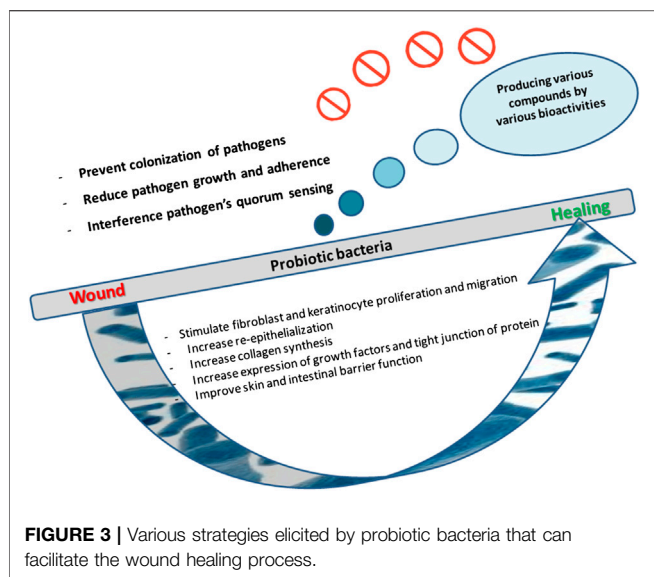 Producing various
compounds by
various bioactivities
- Prevent colonization of pathogens
- Reduce pathogen growth and adherence
- Interference pathogen's quorum sensing
Healing
Probiotic bacteria
Wound
- Stimulate fibroblast and keratinocyte proliferation and migration
- Increase re-epithelialization
- Increase collagen synthesis
- Increase expression of growth factors and tight junction of protein
- Improve skin and intestinal barrier function
FIGURE 3 | Various strategies elicited by probiotic bacteria that can
facilitate the wound healing process.